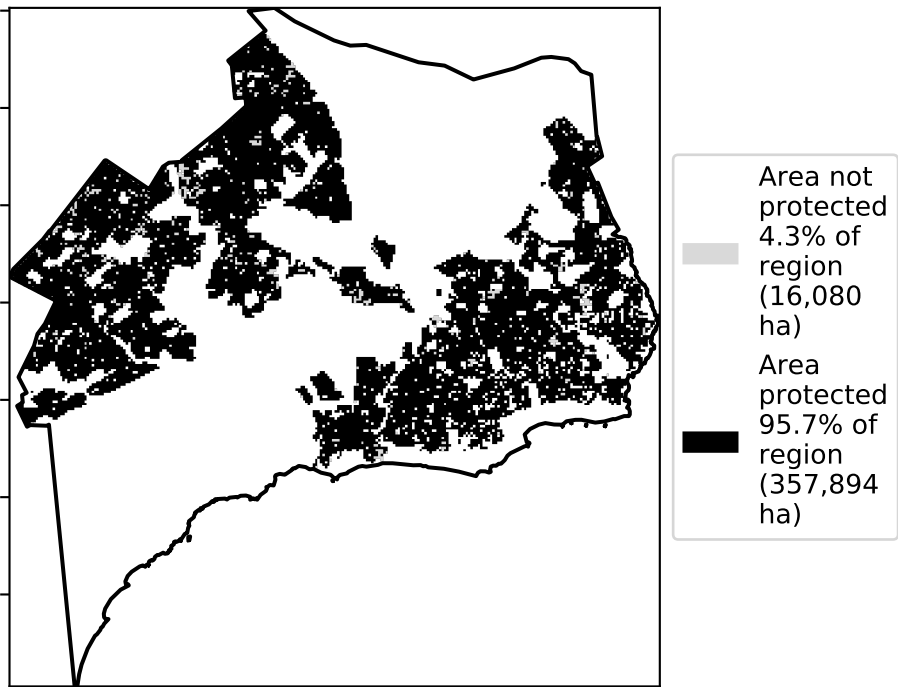 Area not
protected
4.3% of
region
(16,080
ha)
Area
protected
95.7% of
region
(357,894
ha)